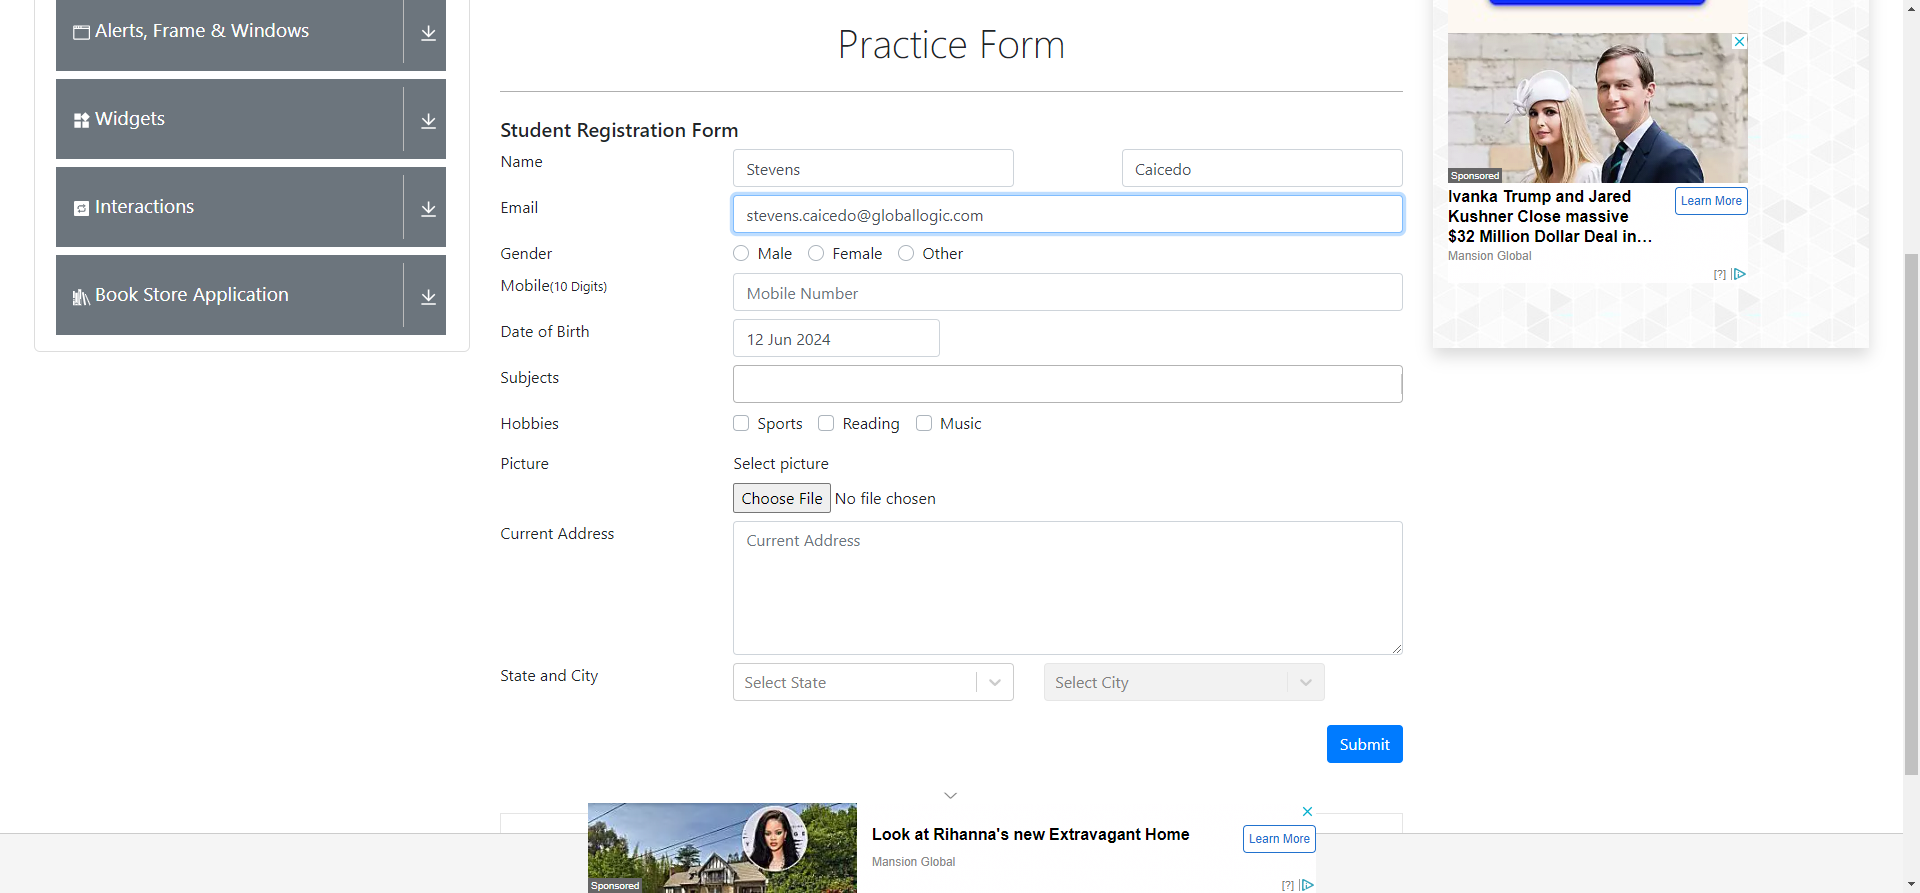 Alerts, Frame & Windows
Widgets
Interactions
Book Store Application
Practice Form
Student Registration Form
Name
Stevens
Caicedo
Email
stevens.caicedo@globallogic.com
Gender
Male
Female
Other
Mobile(10 Digits)
Mobile Number
Date of Birth
12 Jun 2024
Subjects
Hobbies
Sports
Reading
Music
Picture
Select picture
Choose File No file chosen
Current Address
Current Address
State and City
Select State
Select City
Submit
Sponsored
Ivanka Trump and Jared
Kushner Close massive
$32 Million Dollar Deal in...
Learn More
Mansion Global
[?]
Look at Rihanna's new Extravagant Home
Mansion Global
Learn More
Sponsored
[?]